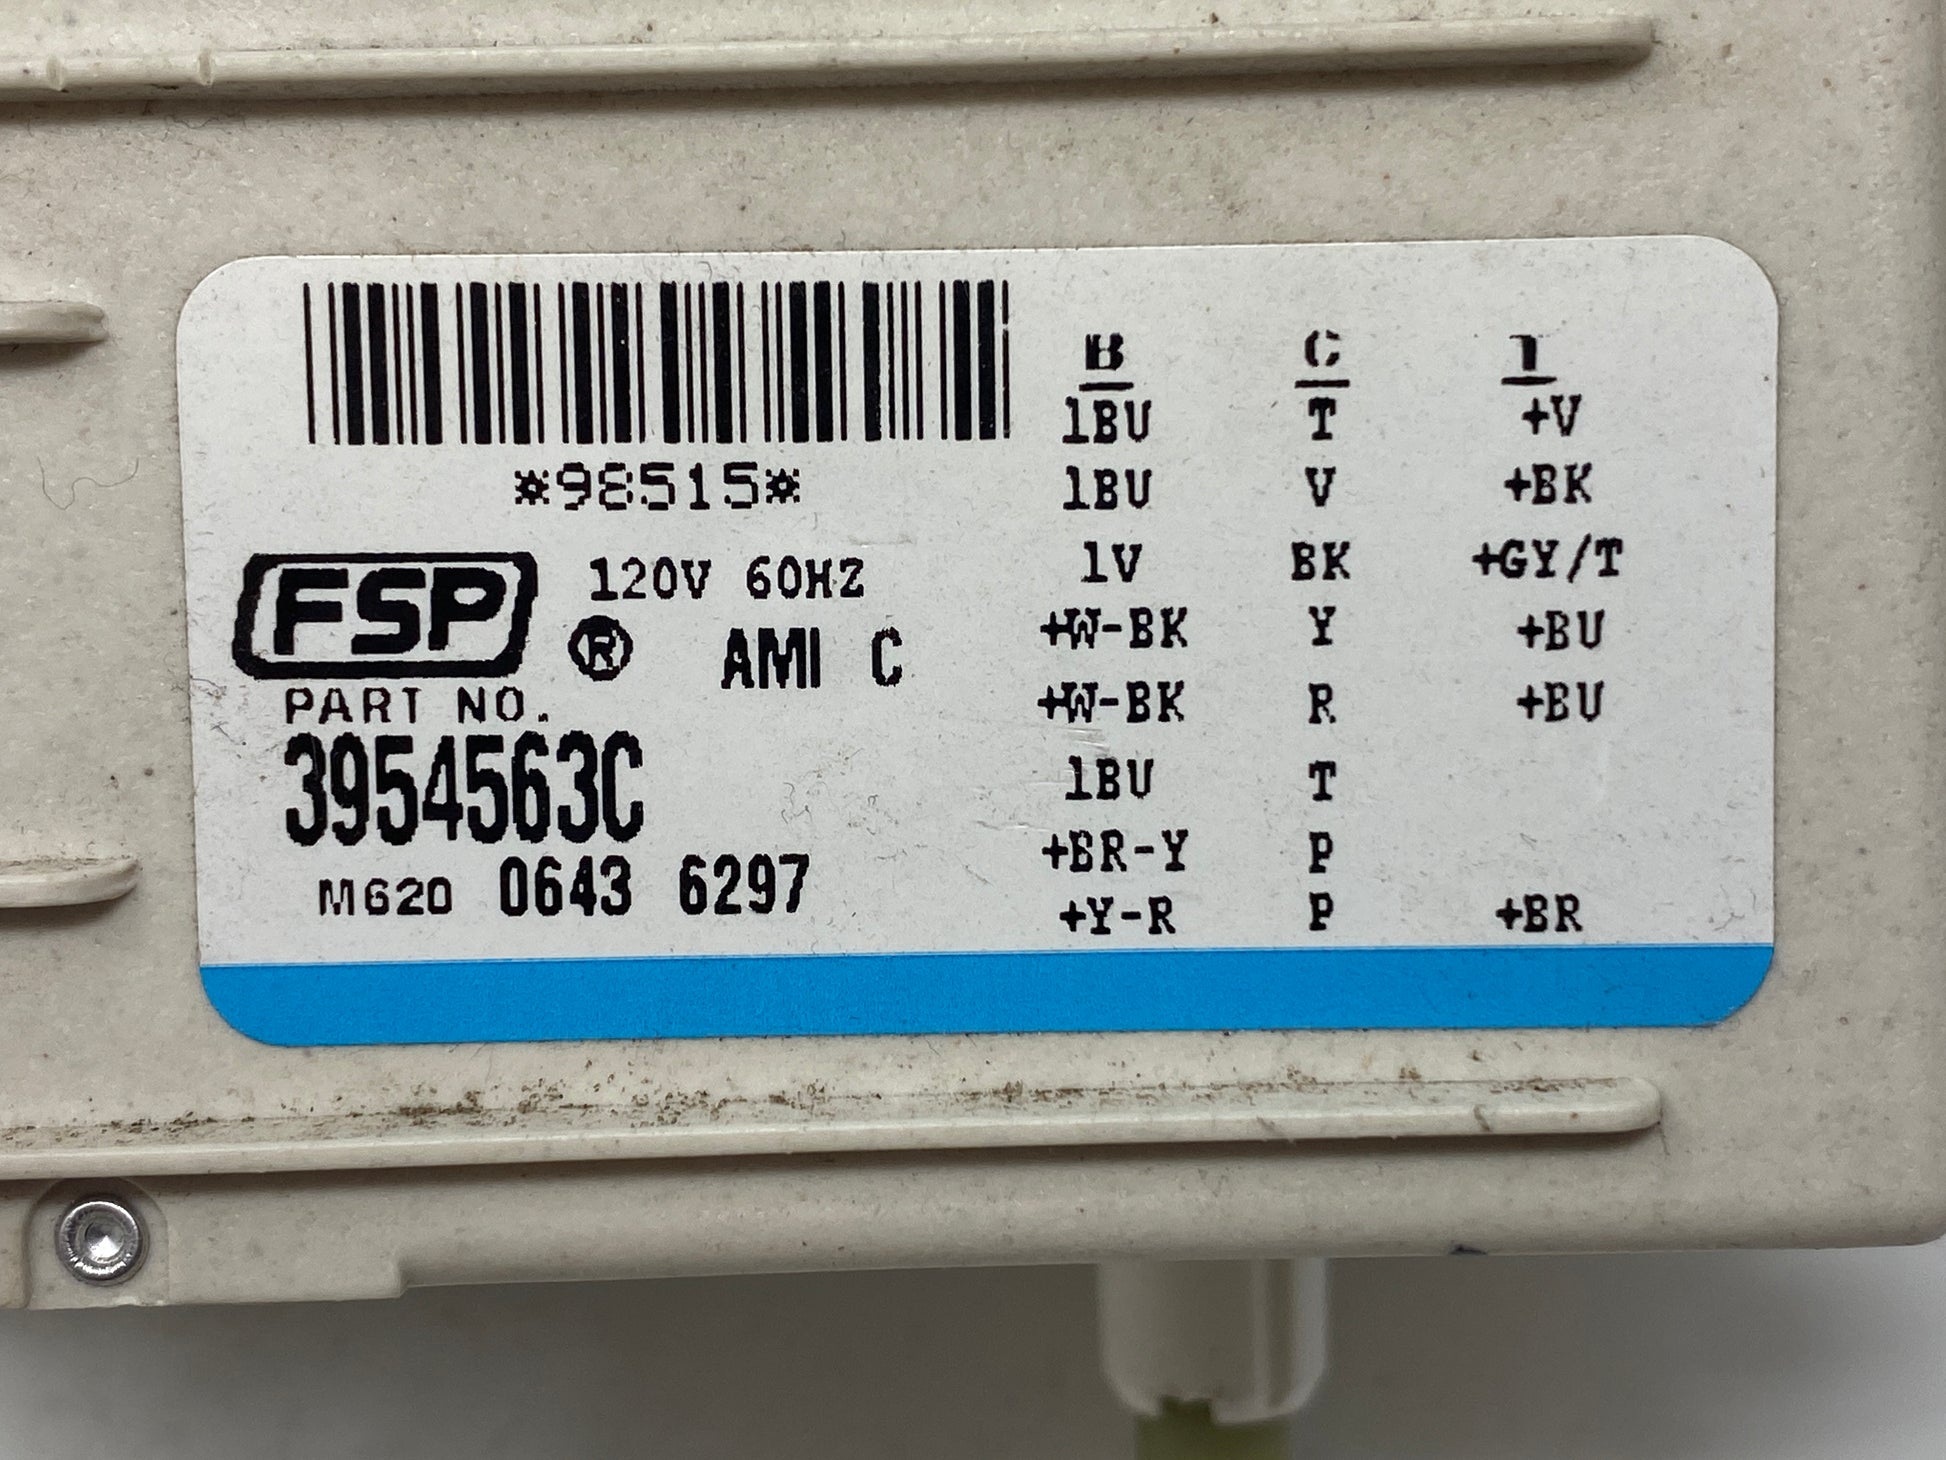 *98515*
FSP ® 120V 60HZ
AMI C
PART NO.
3954563C
M620 0643 6297
B C T
1BU T +V
1BU V +BK
1V BK +GY/T
+W-BK Y +BU
+W-BK R +BU
1BU T
+BR-Y P
+Y-R P +BR